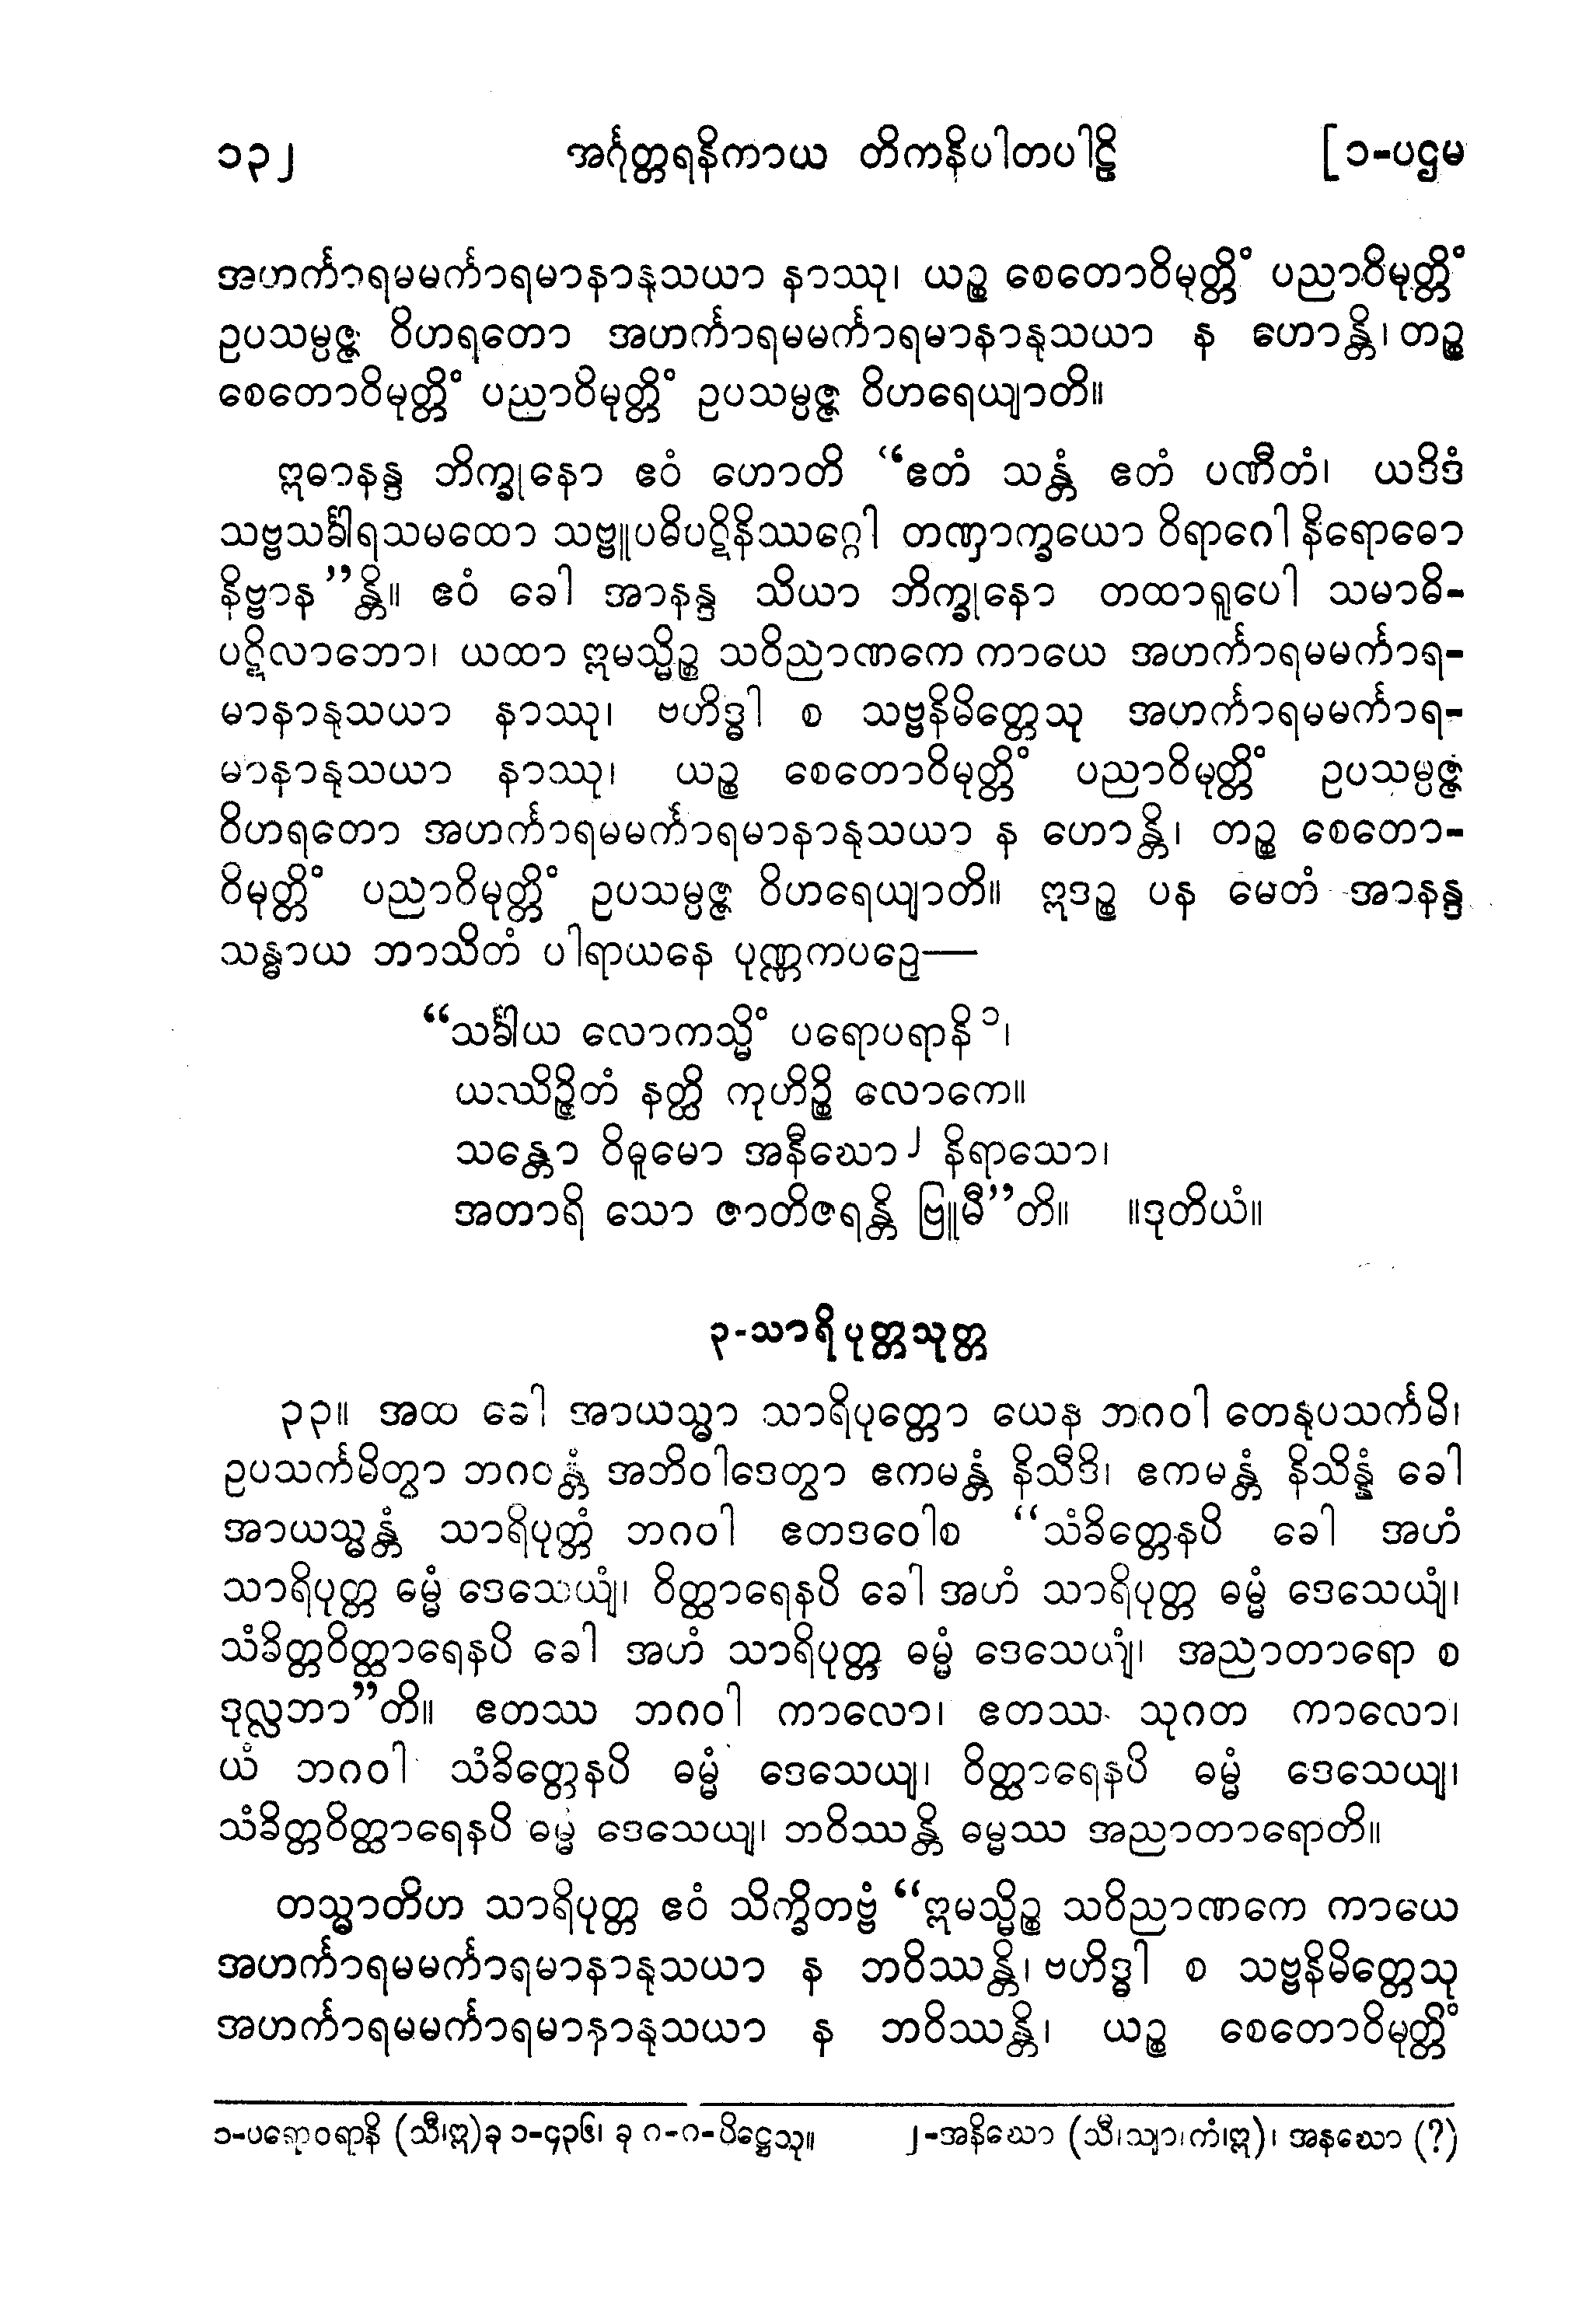 ၁၃၂ အင်္ဂုတ္တရနိကာယ တိကနိပါတပါဠိ [၁-ပဌမ
အဟင်္ကာရမမင်္ကာရမာနာနုသယာ နာဿု၊ ယဉ္စ စေတောဝိမုတ္တိံ ပညာဝိမုတ္တိံ
ဥပသမ္ပဇ္ဇ ဝိဟရတော အဟင်္ကာရမမင်္ကာရမာနာနုသယာ န ဟောန္တိ၊ တဉ္စ
စေတောဝိမုတ္တိံ ပညာဝိမုတ္တိံ ဥပသမ္ပဇ္ဇ ဝိဟရေယျာတိ။
ဣဓာနန္ဒ ဘိက္ခုနော ဧဝံ ဟောတိ “ဧတံ သန္တံ ဧတံ ပဏီတံ၊ ယဒိဒံ
သဗ္ဗသင်္ခါရသမထော သဗ္ဗူပဓိပဋိနိဿဂ္ဂေါ တဏှာက္ခယော ဝိရာဂေါ နိရောဓော
နိဗ္ဗာန”န္တိ။ ဧဝံ ခေါ အာနန္ဒ သိယာ ဘိက္ခုနော တထာရူပေါ သမာဓိ-
ပဋိလာဘော၊ ယထာ ဣမသ္မိဉ္စ သဝိညာဏကေ ကာယေ အဟင်္ကာရမမင်္ကာရ-
မာနာနုသယာ နာဿု၊ ဗဟိဒ္ဓါ စ သဗ္ဗနိမိတ္တေသု အဟင်္ကာရမမင်္ကာရ-
မာနာနုသယာ နာဿု၊ ယဉ္စ စေတောဝိမုတ္တိံ ပညာဝိမုတ္တိံ ဥပသမ္ပဇ္ဇ
ဝိဟရတော အဟင်္ကာရမမင်္ကာရမာနာနုသယာ န ဟောန္တိ၊ တဉ္စ စေတော-
ဝိမုတ္တိံ ပညာဝိမုတ္တိံ ဥပသမ္ပဇ္ဇ ဝိဟရေယျာတိ။ ဣဒဉ္စ ပန မေတံ အာနန္ဒ
သန္ဓာယ ဘာသိတံ ပါရာယနေ ပုဏ္ဏကပဉှေ—
“သင်္ခါယ လောကသ္မိံ ပရောပရာနိ၁၊
ယဿိဉ္ဇိတံ နတ္ထိ ကုဟိဉ္စိ လောကေ။
သန္တော ဝိဓူမော အနီဃော၂ နိရာသော၊
အတာရိ သော ဇာတိဇရန္တိ ဗြူမီ”တိ။ ။ဒုတိယံ။
၃-သာရိပုတ္တသုတ္တ
၃၃။ အထ ခေါ အာယသ္မာ သာရိပုတ္တော ယေန ဘဂဝါ တေနုပသင်္ကမိ၊
ဥပသင်္ကမိတွာ ဘဂဝန္တံ အဘိဝါဒေတွာ ဧကမန္တံ နိသီဒိ၊ ဧကမန္တံ နိသိန္နံ ခေါ
အာယသ္မန္တံ သာရိပုတ္တံ ဘဂဝါ ဧတဒဝေါစ “သံခိတ္တေနပိ ခေါ အဟံ
သာရိပုတ္တ ဓမ္မံ ဒေသေယျံ၊ ဝိတ္ထာရေနပိ ခေါ အဟံ သာရိပုတ္တ ဓမ္မံ ဒေသေယျံ၊
သံခိတ္တဝိတ္ထာရေနပိ ခေါ အဟံ သာရိပုတ္တ ဓမ္မံ ဒေသေယျံ၊ အညာတာရော စ
ဒုလ္လဘာ”တိ။ ဧတဿ ဘဂဝါ ကာလော၊ ဧတဿ သုဂတ ကာလော၊
ယံ ဘဂဝါ သံခိတ္တေနပိ ဓမ္မံ ဒေသေယျ၊ ဝိတ္ထာရေနပိ ဓမ္မံ ဒေသေယျ၊
သံခိတ္တဝိတ္ထာရေနပိ ဓမ္မံ ဒေသေယျ၊ ဘဝိဿန္တိ ဓမ္မဿ အညာတာရောတိ။
တသ္မာတိဟ သာရိပုတ္တ ဧဝံ သိက္ခိတဗ္ဗံ “ဣမသ္မိဉ္စ သဝိညာဏကေ ကာယေ
အဟင်္ကာရမမင်္ကာရမာနာနုသယာ န ဘဝိဿန္တိ၊ ဗဟိဒ္ဓါ စ သဗ္ဗနိမိတ္တေသု
အဟင်္ကာရမမင်္ကာရမာနာနုသယာ န ဘဝိဿန္တိ၊ ယဉ္စ စေတောဝိမုတ္တိံ
၁-ပရောဝရာနိ (သီ၊ဣ)ခု ၁-၄၃၆၊ ခု ဂ-ဂ-ပိဋ္ဌေသု။ ၂-အနိဃော (သီ၊သျာ၊ကံ၊ဣ)၊ အနဃော (?)